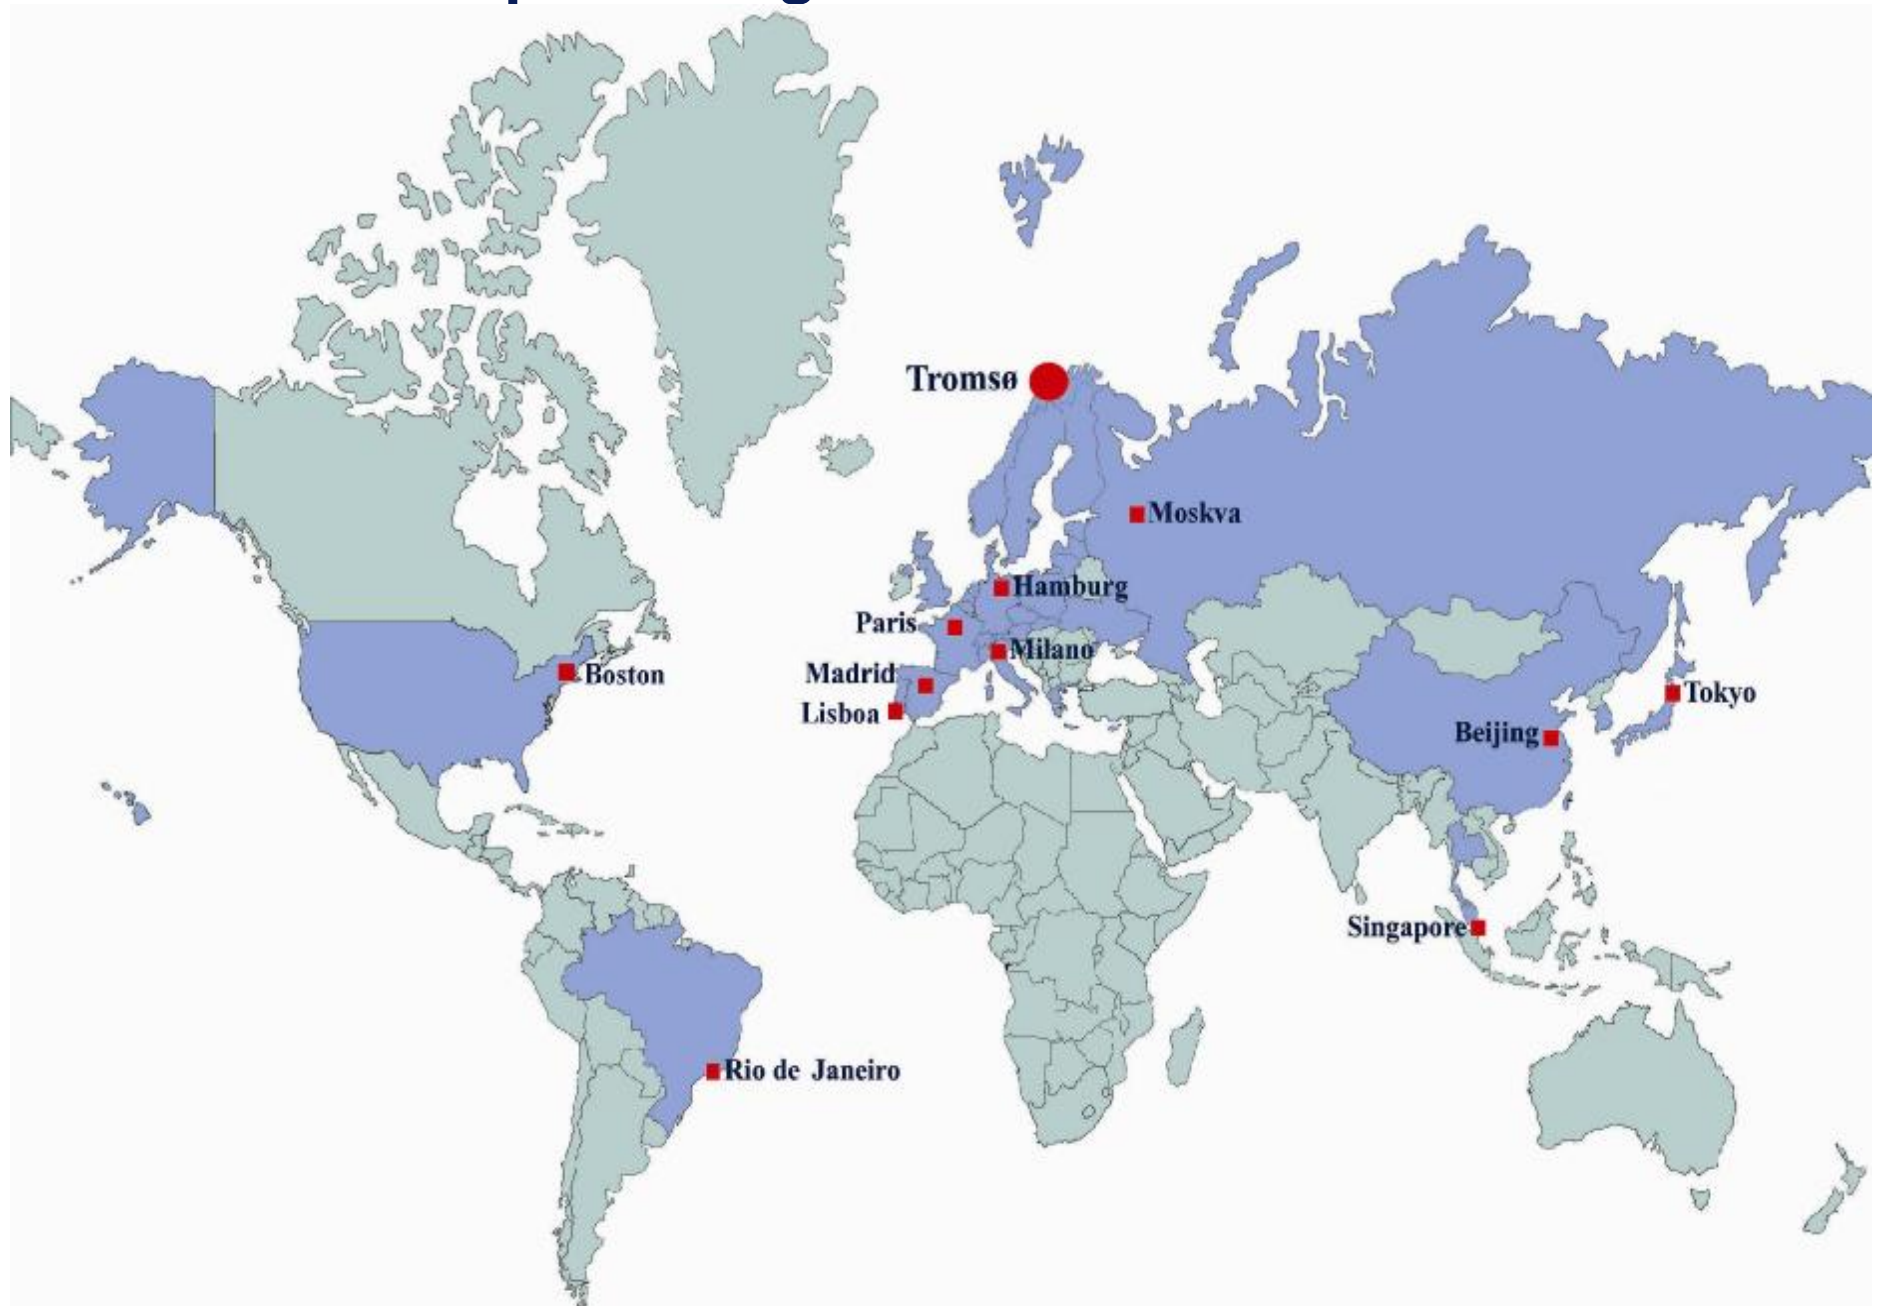 Tromsø
Moskva
Hamburg
Paris
Milano
Madrid
Boston
Lisboa
Tokyo
Beijing
Singapore
Rio de Janeiro